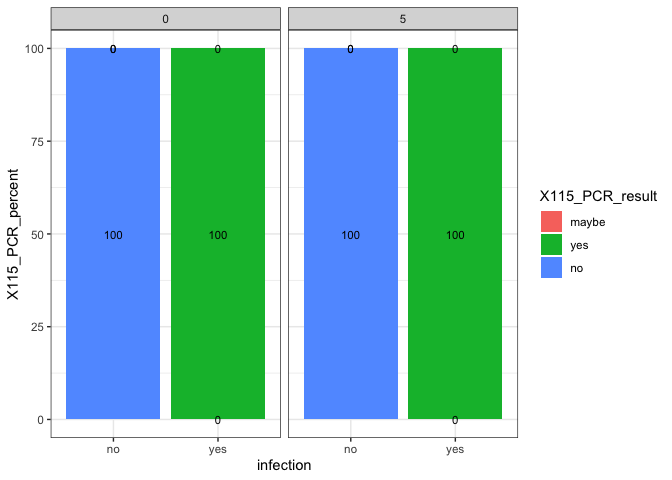 0
5
X115_PCR_percent
100
75
50
25
0
0
0
0
0
100
100
100
100
0
0
no
yes
no
yes
infection
X115_PCR_result
maybe
yes
no